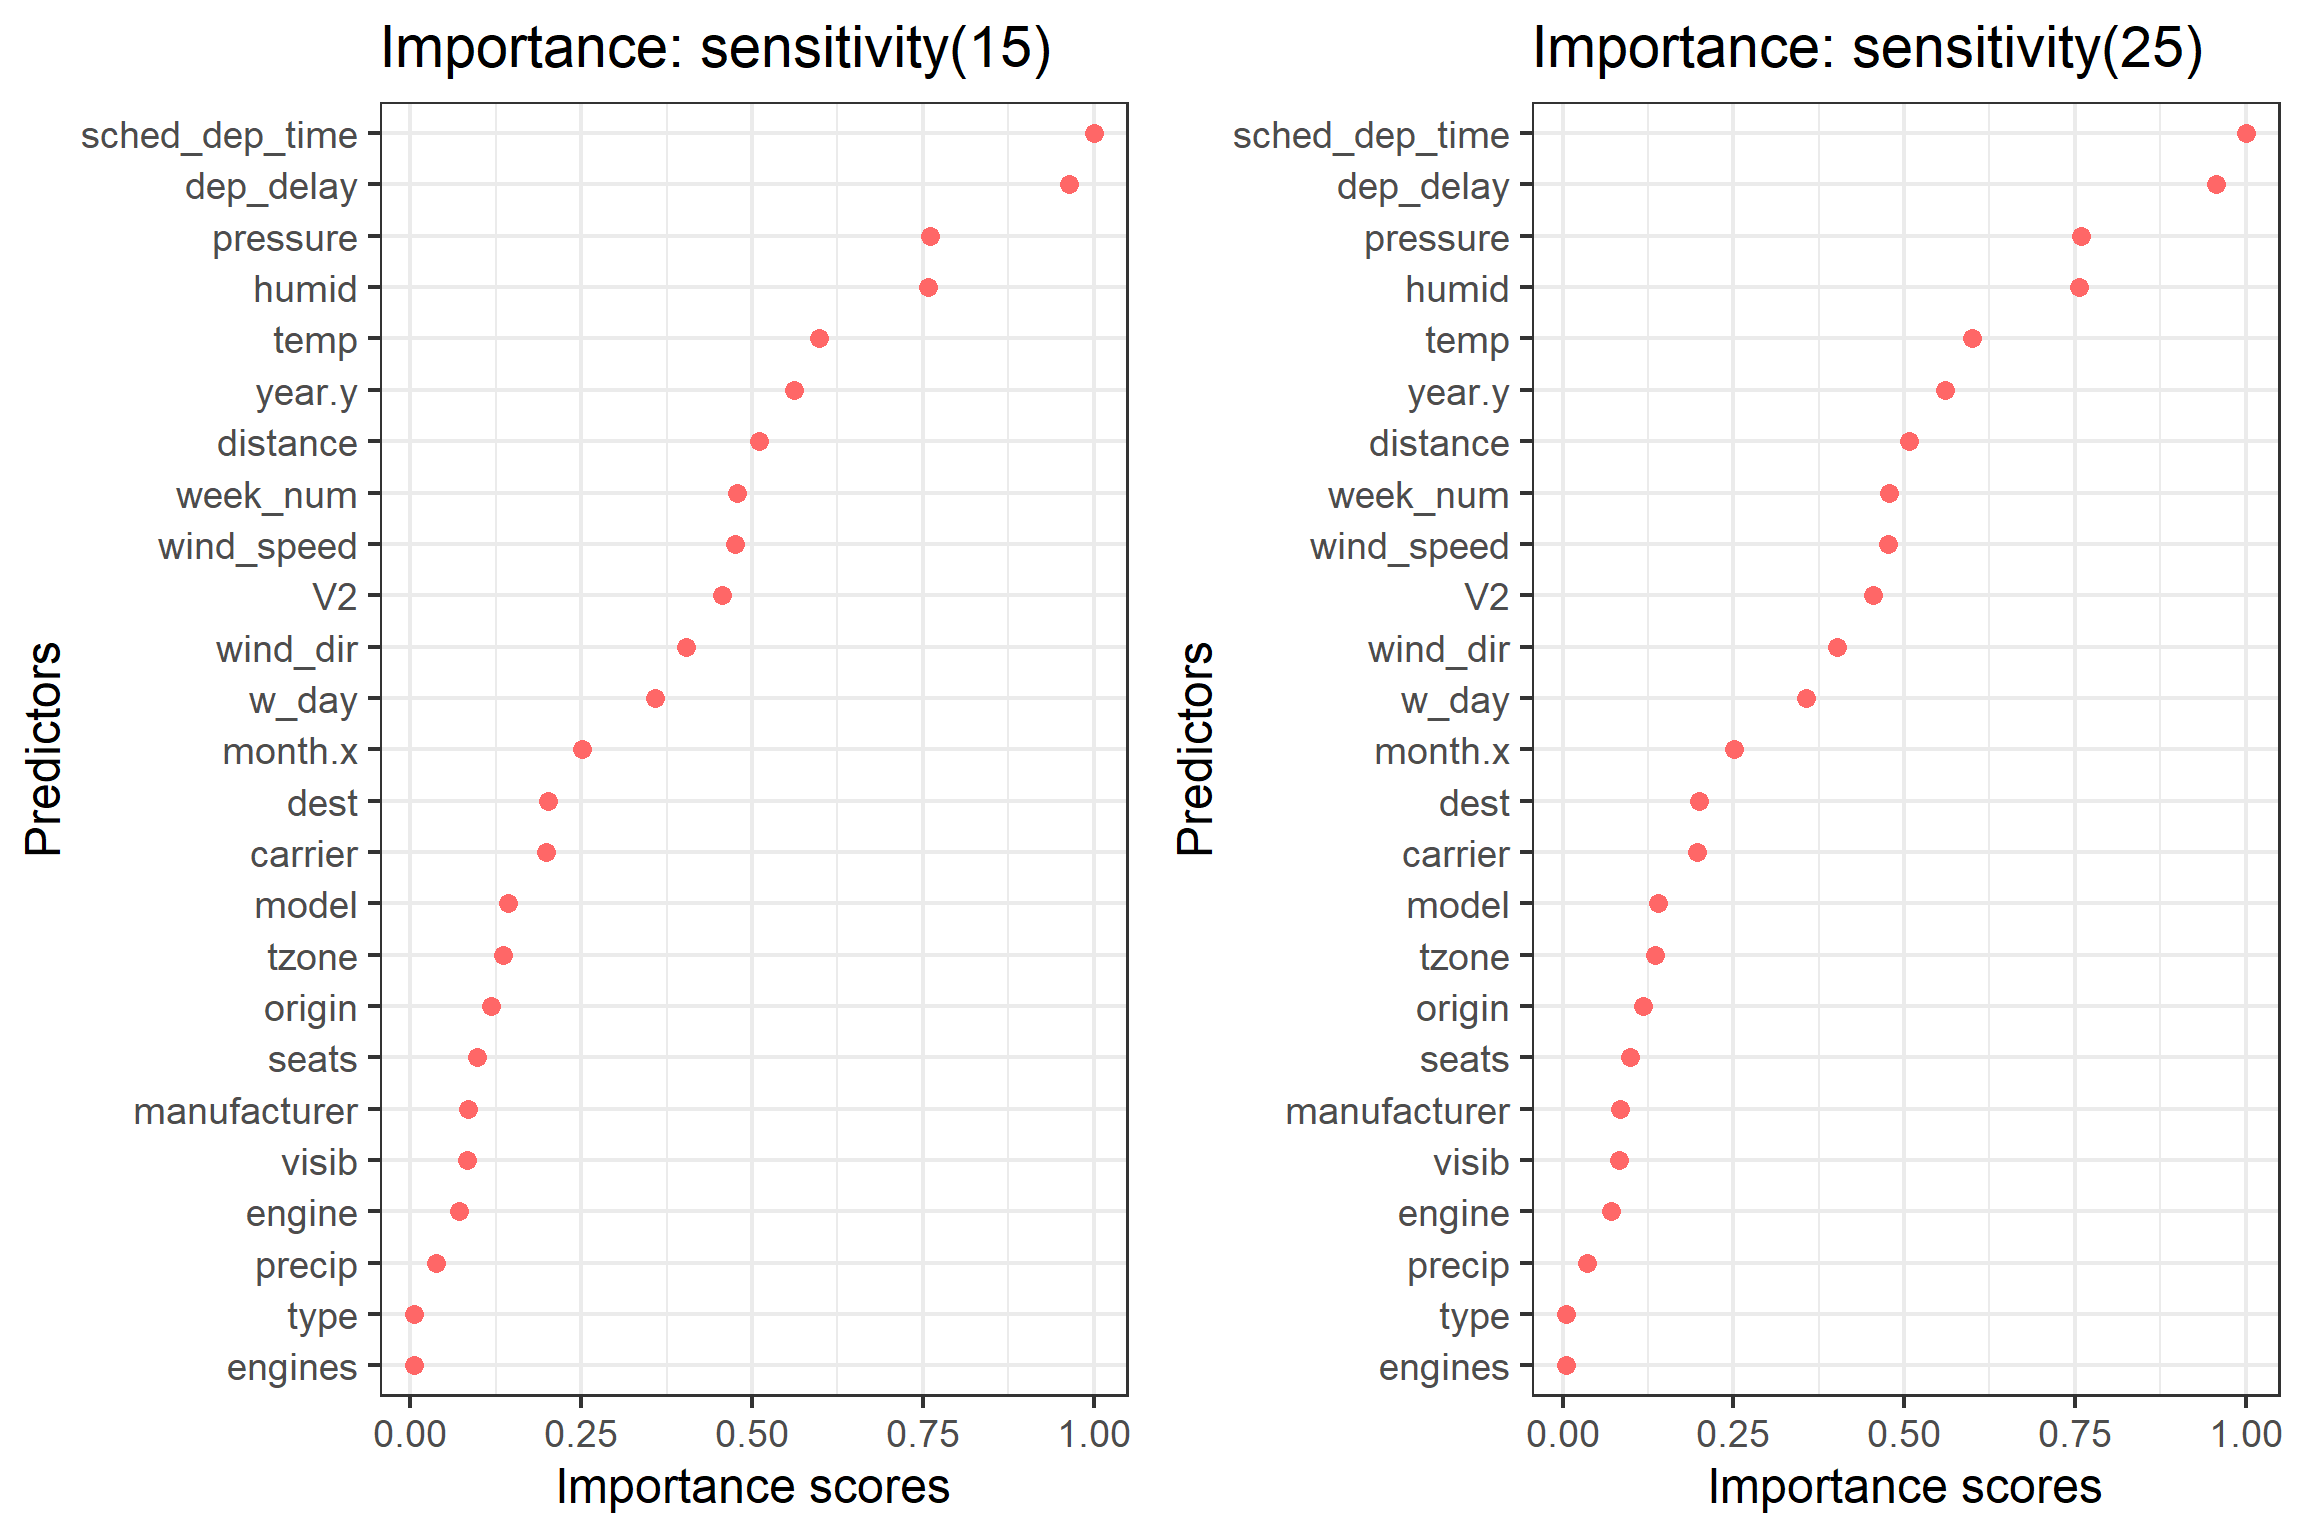 Importance: sensitivity(15)
sched_dep_time
dep_delay
pressure
humid
temp
year.y
distance
week_num
wind_speed
V2
wind_dir
w_day
month.x
dest
carrier
model
tzone
origin
seats
manufacturer
visib
engine
precip
type
engines
Predictors
0.00 0.25 0.50 0.75 1.00
Importance scores
Importance: sensitivity(25)
sched_dep_time
dep_delay
pressure
humid
temp
year.y
distance
week_num
wind_speed
V2
wind_dir
w_day
month.x
dest
carrier
model
tzone
origin
seats
manufacturer
visib
engine
precip
type
engines
Predictors
0.00 0.25 0.50 0.75 1.00
Importance scores